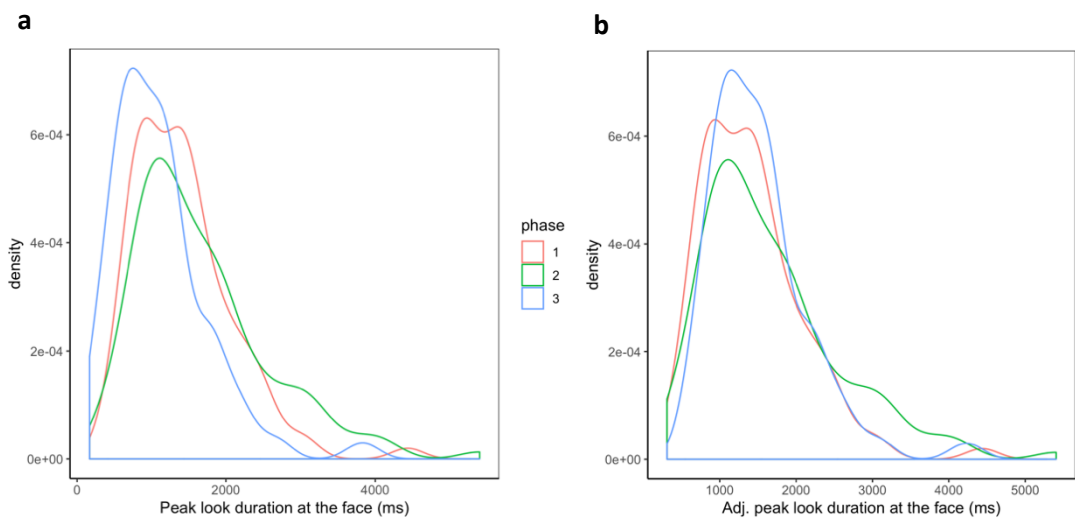 a
density
6e-04
4e-04
2e-04
0e+00
0
2000
4000
Peak look duration at the face (ms)
phase
1
2
3
b
density
6e-04
4e-04
2e-04
0e+00
1000
2000
3000
4000
5000
Adj. peak look duration at the face (ms)